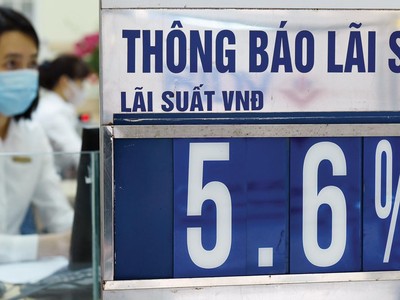 THÔNG BÁO LÃI
LÃI SUẤT VNĐ
5.6%